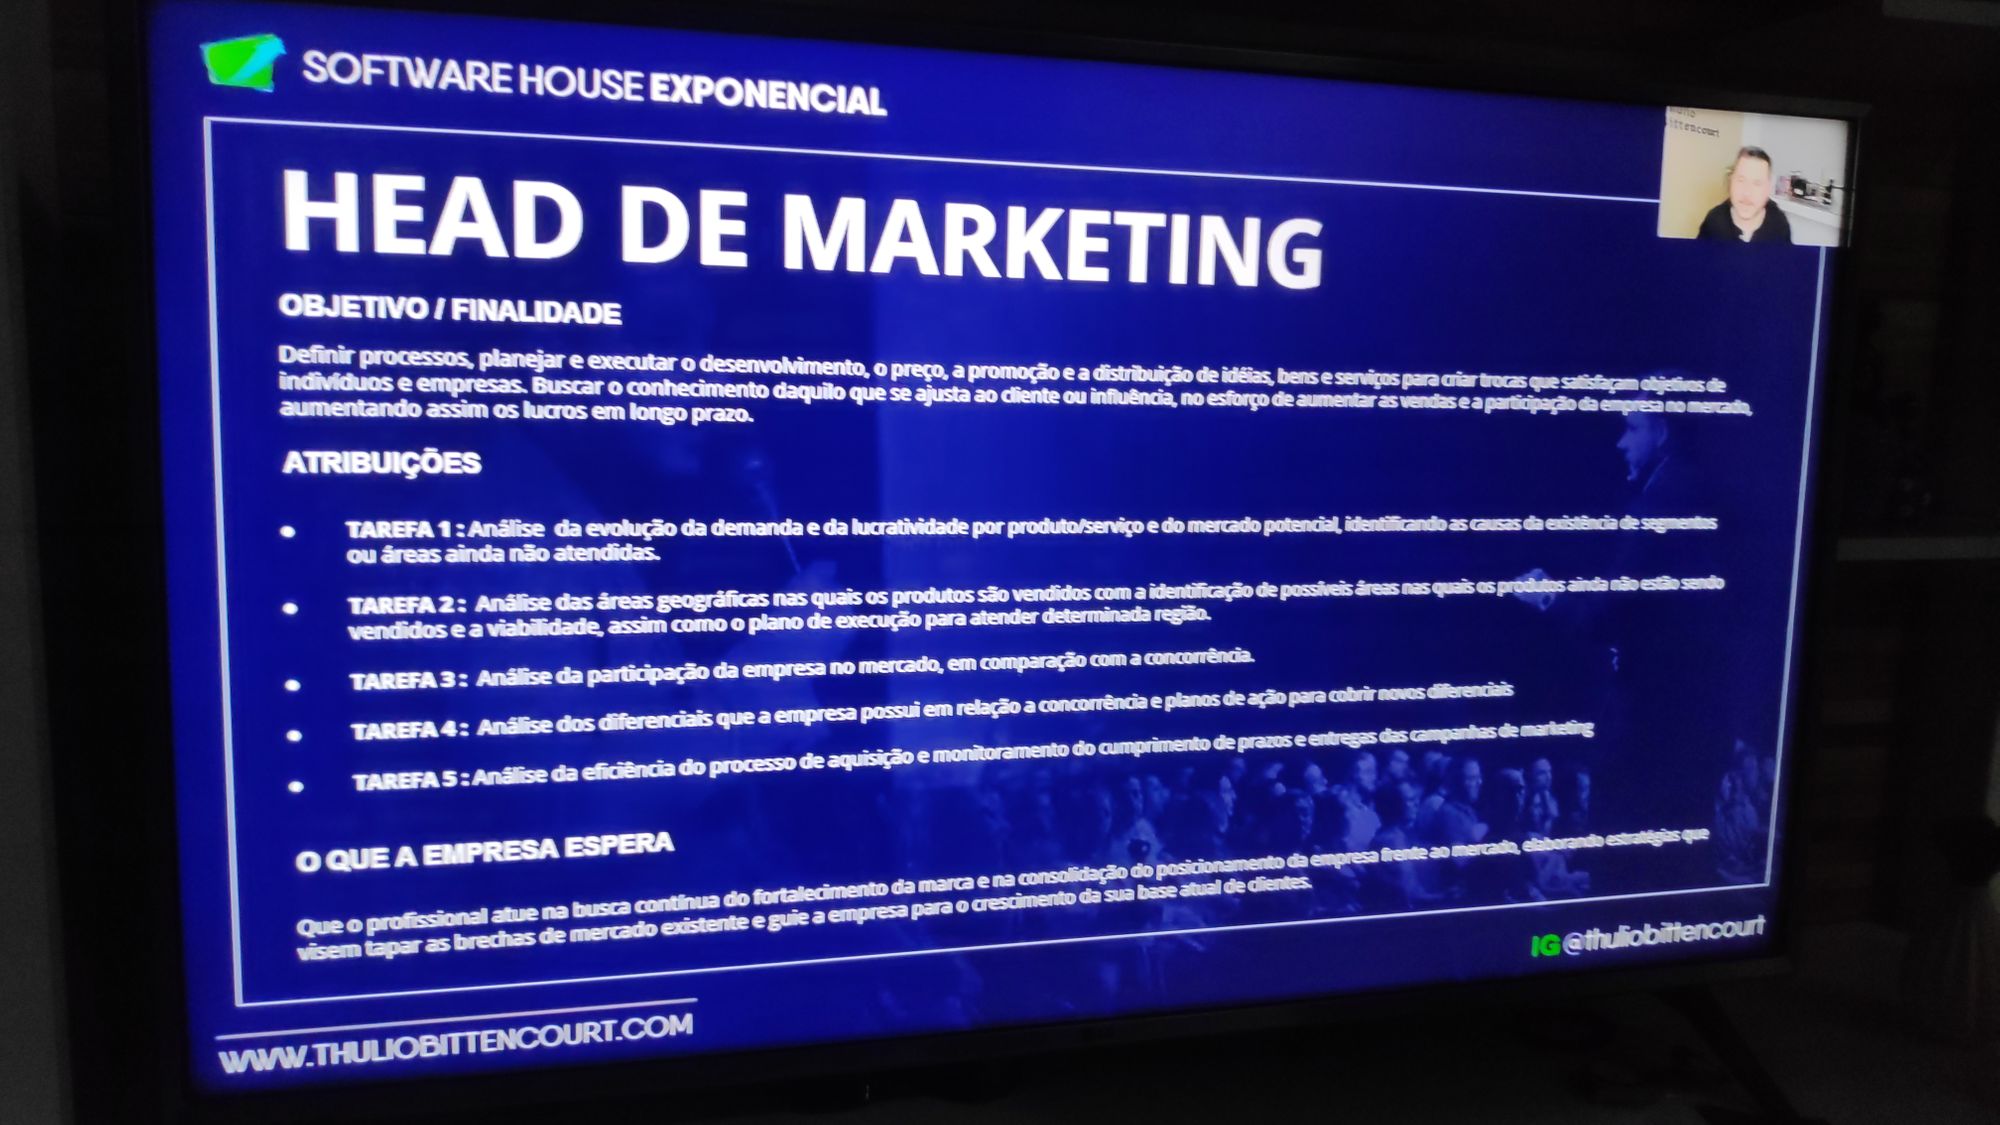 SOFTWARE HOUSE EXPONENCIAL
Bittencourt
HEAD DE MARKETING
OBJETIVO / FINALIDADE
Definir processos, planejar e executar o desenvolvimento, o preço, a promoção e a distribuição de idéias, bens e serviços para criar trocas que satisfaçam objetivos de
indivíduos e empresas. Buscar o conhecimento daquilo que se ajusta ao cliente ou influência, no esforço de aumentar as vendas e a participação da empresa no mercado,
aumentando assim os lucros em longo prazo.
ATRIBUIÇÕES
• TAREFA 1 : Análise da evolução da demanda e da lucratividade por produto/serviço e do mercado potencial, identificando as causas da existência de segmentos
ou áreas ainda não atendidas.
• TAREFA 2 : Análise das áreas geográficas nas quais os produtos são vendidos com a identificação de possíveis áreas nas quais os produtos ainda não estão sendo
vendidos e a viabilidade, assim como o plano de execução para atender determinada região.
• TAREFA 3 : Análise da participação da empresa no mercado, em comparação com a concorrência.
• TAREFA 4 : Análise dos diferenciais que a empresa possui em relação a concorrência e planos de ação para cobrir novos diferenciais
• TAREFA 5 : Análise da eficiência do processo de aquisição e monitoramento do cumprimento de prazos e entregas das campanhas de marketing
O QUE A EMPRESA ESPERA
Que o profissional atue na busca contínua do fortalecimento da marca e na consolidação do posicionamento da empresa frente ao mercado, elaborando estratégias que
visem tapar as brechas de mercado existente e guie a empresa para o crescimento da sua base atual de clientes.
IG @thuliobittencourt
WWW.THULIOBITTENCOURT.COM